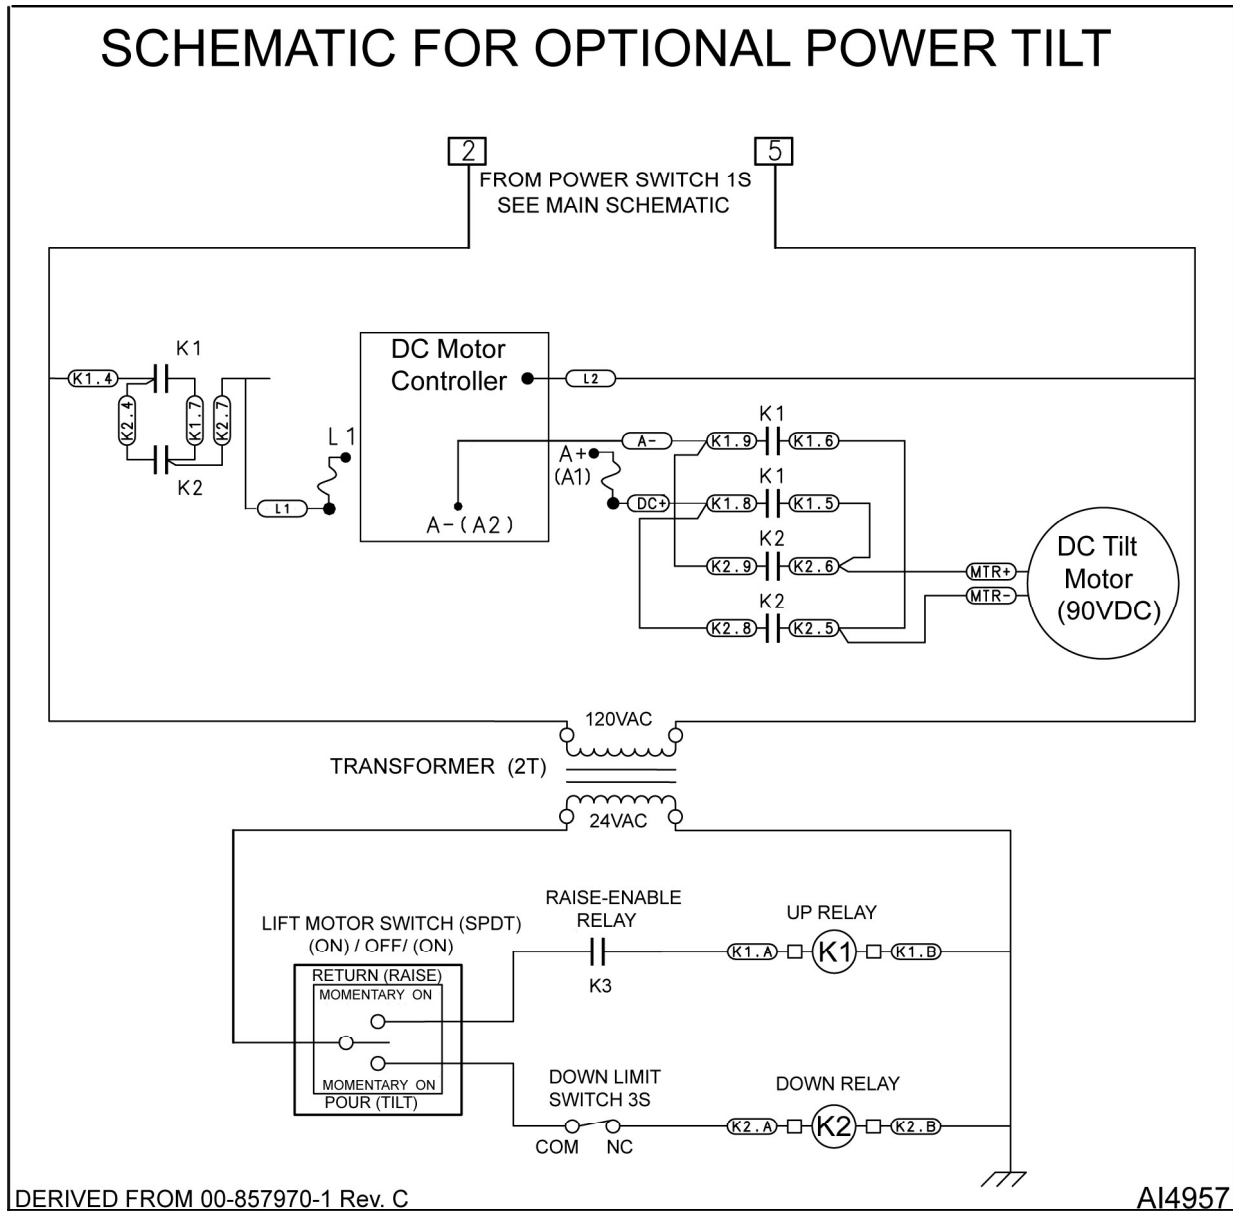 SCHEMATIC FOR OPTIONAL POWER TILT
2
5
FROM POWER SWITCH 1S
SEE MAIN SCHEMATIC
K1
K1.4
K2.4
K1.7
K2.7
K2
L1
L 1
DC Motor
Controller
L2
A-(A2)
A-
A+
(A1)
DC+
K1
K1.9
K1.6
K1
K1.8
K1.5
K2
K2.9
K2.6
K2
K2.8
K2.5
MTR+
MTR-
DC Tilt
Motor
(90VDC)
120VAC
TRANSFORMER (2T)
24VAC
LIFT MOTOR SWITCH (SPDT)
(ON) / OFF/ (ON)
RETURN (RAISE)
MOMENTARY ON
MOMENTARY ON
POUR (TILT)
RAISE-ENABLE
RELAY
K3
UP RELAY
K1.A
K1
K1.B
DOWN LIMIT
SWITCH 3S
COM
NC
DOWN RELAY
K2.A
K2
K2.B
DERIVED FROM 00-857970-1 Rev. C
AI4957